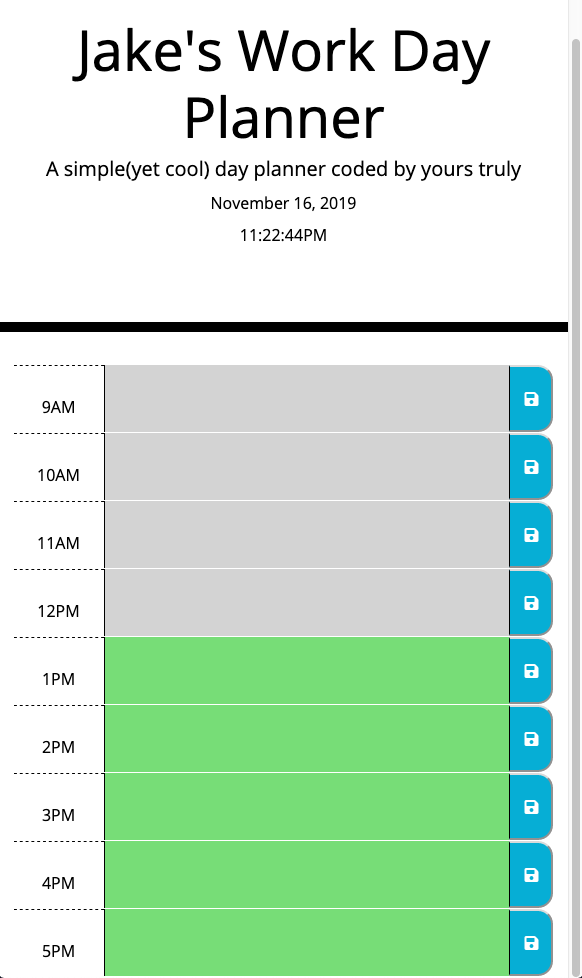 Jake's Work Day
Planner
A simple(yet cool) day planner coded by yours truly
November 16, 2019
11:22:44PM
9AM
10AM
11AM
12PM
1PM
2PM
3PM
4PM
5PM